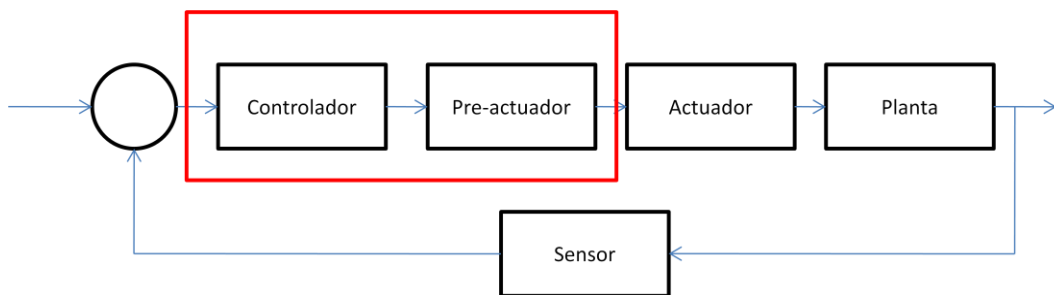 Controlador
Pre-actuador
Actuador
Planta
Sensor